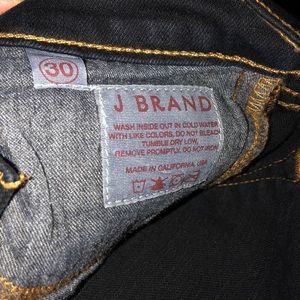 30
J BRAND
WASH INSIDE OUT IN COLD WATER
WITH LIKE COLORS, DO NOT BLEACH
TUMBLE DRY LOW,
REMOVE PROMPTLY, DO NOT IRON
MADE IN CALIFORNIA, USA